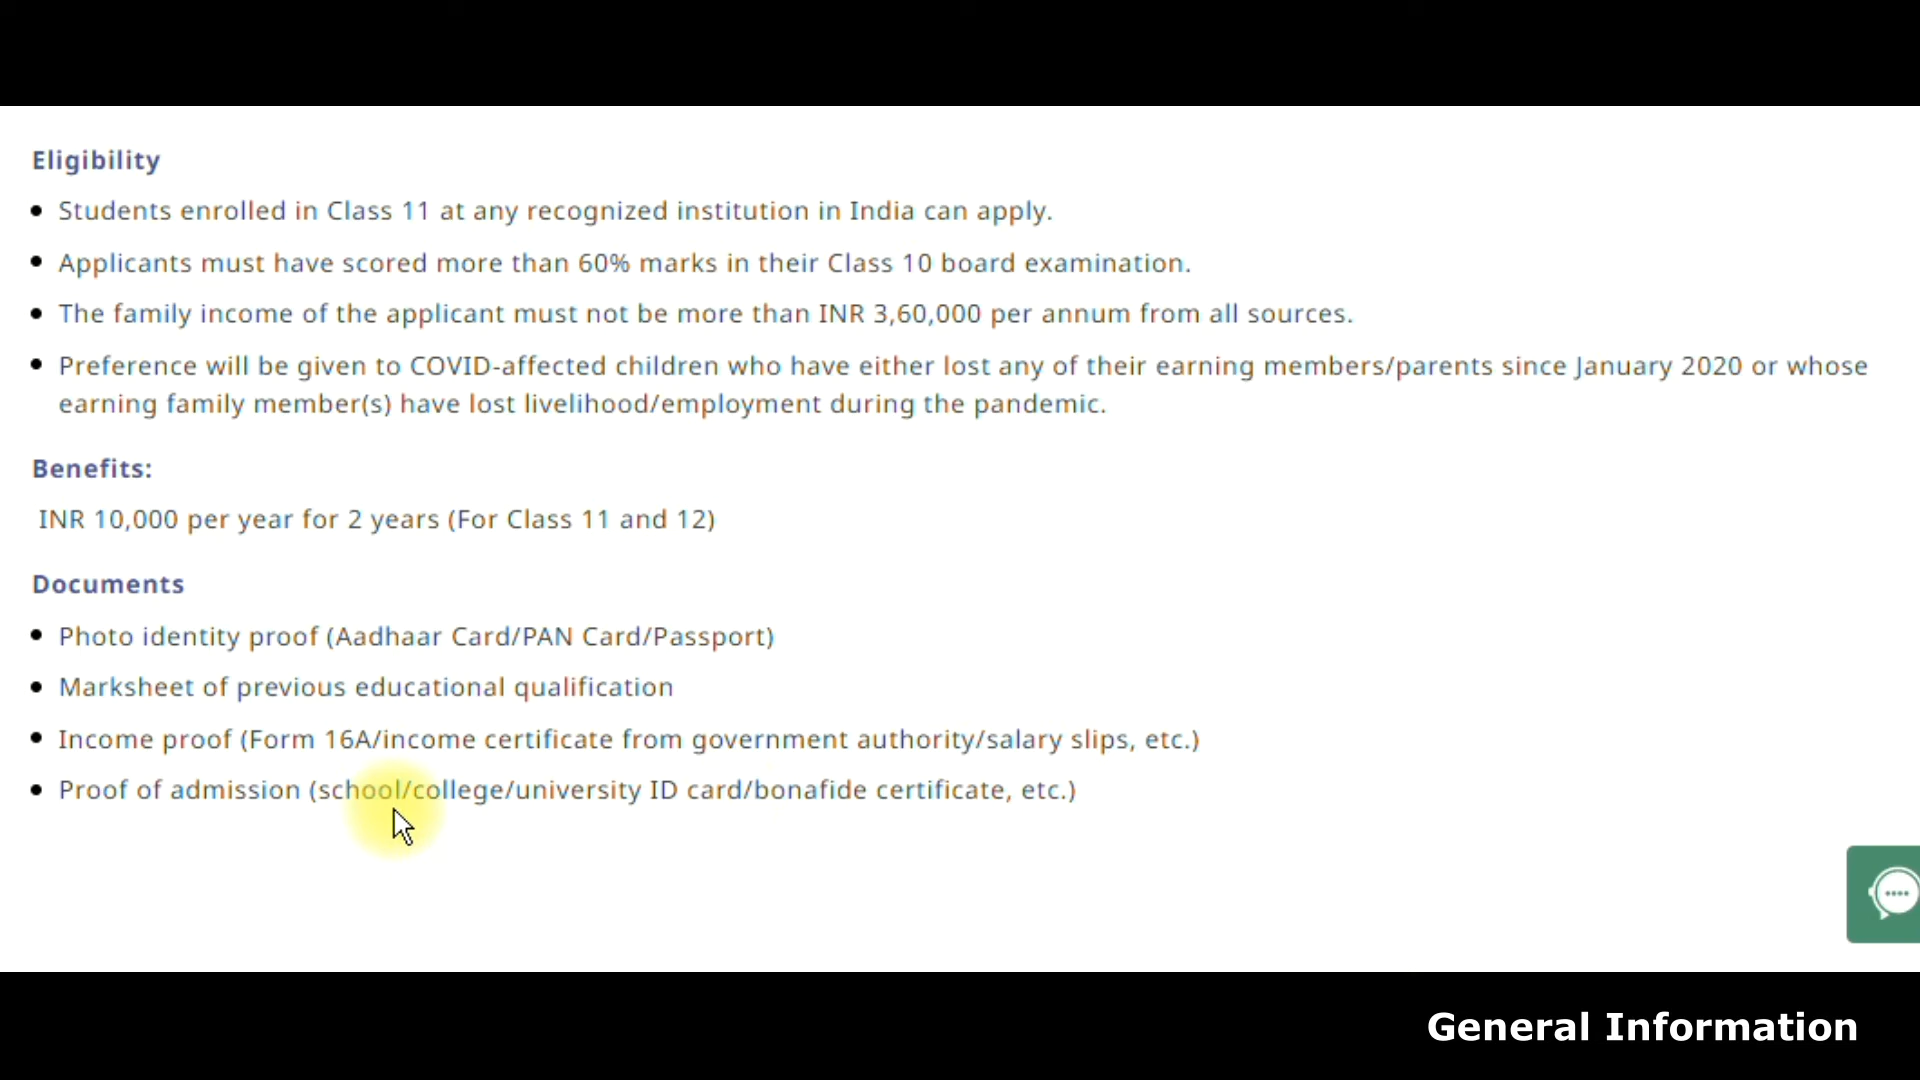 Eligibility
Students enrolled in Class 11 at any recognized institution in India can apply.
Applicants must have scored more than 60% marks in their Class 10 board examination.
The family income of the applicant must not be more than INR 3,60,000 per annum from all sources.
Preference will be given to COVID-affected children who have either lost any of their earning members/parents since January 2020 or whose
earning family member(s) have lost livelihood/employment during the pandemic.
Benefits:
INR 10,000 per year for 2 years (For Class 11 and 12)
Documents
Photo identity proof (Aadhaar Card/PAN Card/Passport)
Marksheet of previous educational qualification
Income proof (Form 16A/income certificate from government authority/salary slips, etc.)
Proof of admission (school/college/university ID card/bonafide certificate, etc.)
General Information